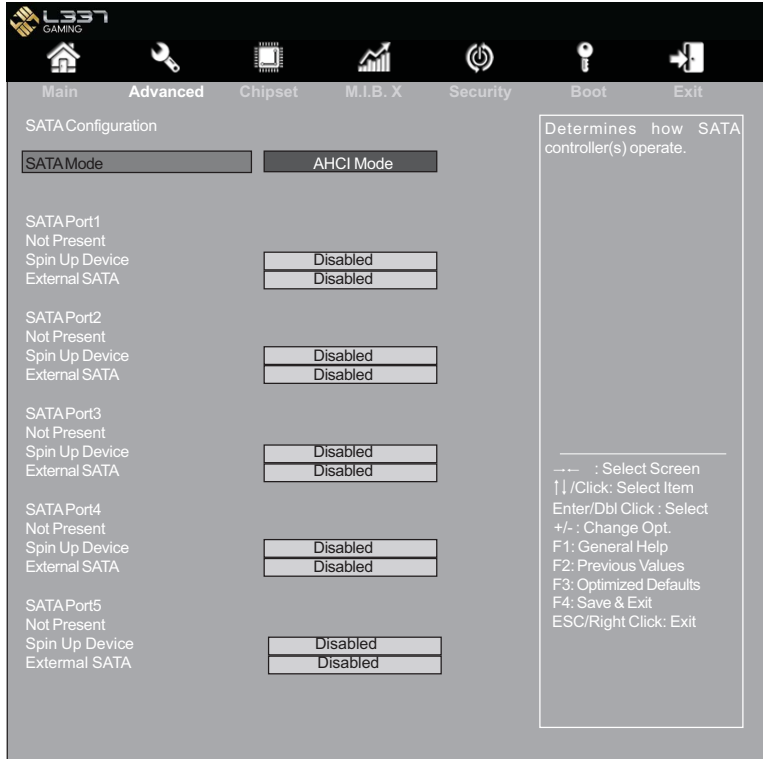 L337
GAMING
Main Advanced Chipset M.I.B. X Security Boot Exit
SATA Configuration
SATA Mode AHCI Mode
SATA Port1
Not Present
Spin Up Device Disabled
External SATA Disabled
SATA Port2
Not Present
Spin Up Device Disabled
External SATA Disabled
SATA Port3
Not Present
Spin Up Device Disabled
External SATA Disabled
SATA Port4
Not Present
Spin Up Device Disabled
External SATA Disabled
SATA Port5
Not Present
Spin Up Device Disabled
Extermal SATA Disabled
Determines how SATA
controller(s) operate.
→← : Select Screen
↑↓/Click: Select Item
Enter/Dbl Click : Select
+/- : Change Opt.
F1: General Help
F2: Previous Values
F3: Optimized Defaults
F4: Save & Exit
ESC/Right Click: Exit